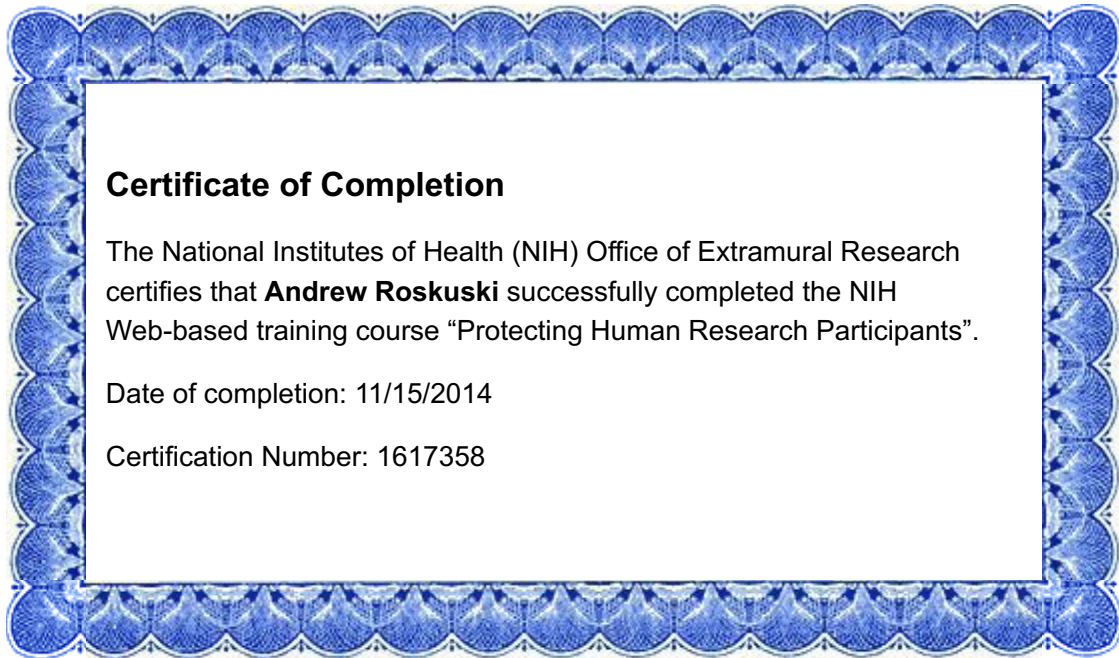 Certificate of Completion
The National Institutes of Health (NIH) Office of Extramural Research
certifies that Andrew Roskuski successfully completed the NIH
Web-based training course “Protecting Human Research Participants”.
Date of completion: 11/15/2014
Certification Number: 1617358